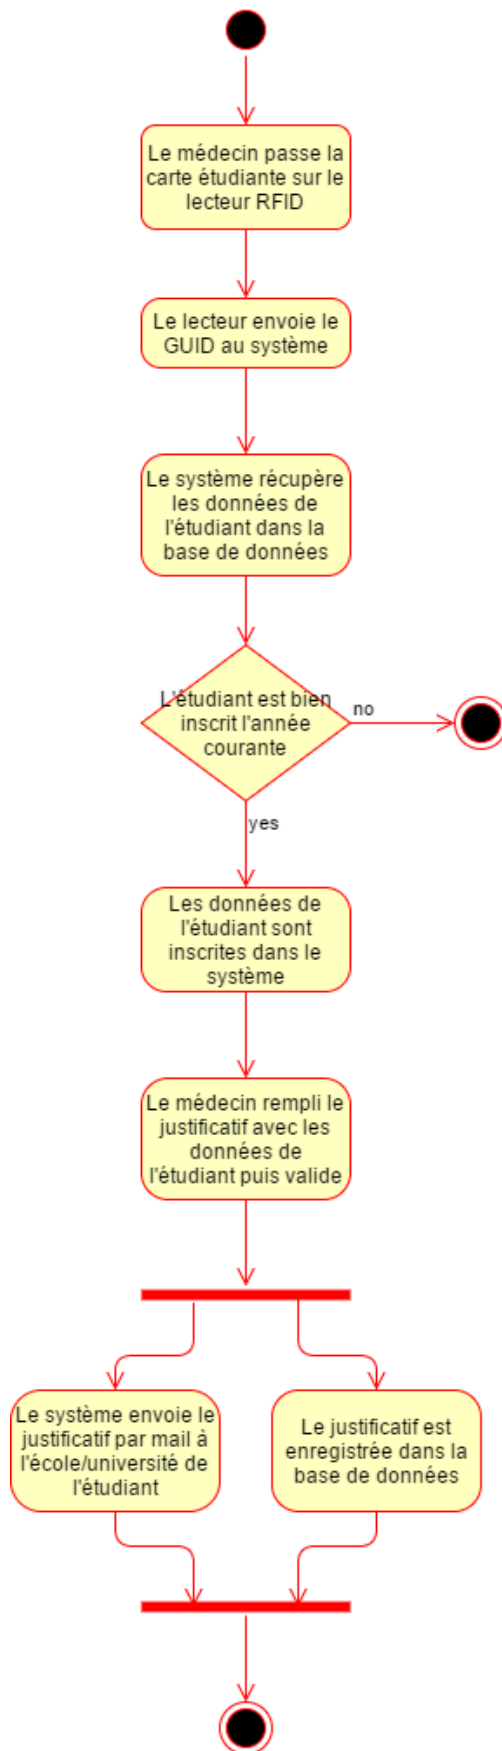 Le médecin passe la
carte étudiante sur le
lecteur RFID
Le lecteur envoie le
GUID au système
Le système récupère
les données de
l'étudiant dans la
base de données
L'étudiant est bien
inscrit l'année
courante
no
yes
Les données de
l'étudiant sont
inscrites dans le
système
Le médecin rempli le
justificatif avec les
données de
l'étudiant puis valide
Le système envoie le
justificatif par mail à
l'école/université de
l'étudiant
Le justificatif est
enregistrée dans la
base de données